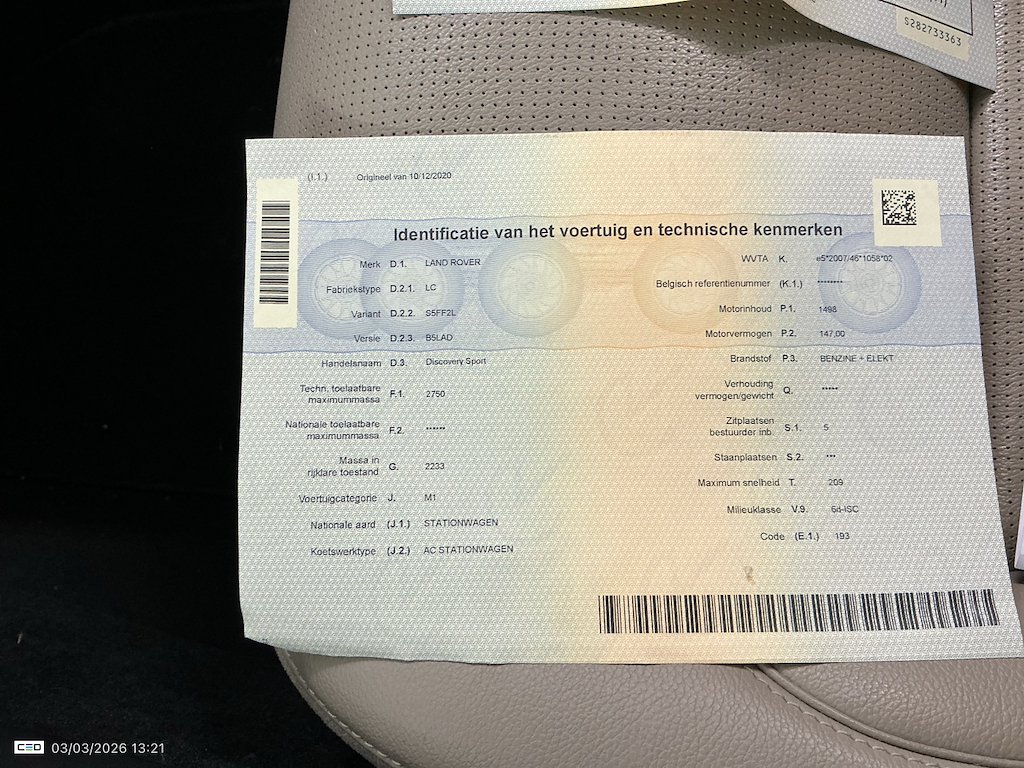 S282733363
(I.1.) Origineel van 10/12/2020
Identificatie van het voertuig en technische kenmerken
Merk D.1. LAND ROVER
Fabriekstype D.2.1. LC
Variant D.2.2. S5FF2L
Versie D.2.3. B5LAD
Handelsnaam D.3. Discovery Sport
Techn. toelaatbare
maximummassa F.1. 2750
Nationale toelaatbare
maximummassa F.2. ******
Massa in
rijklare toestand G. 2233
Voertuigcategorie J. M1
Nationale aard (J.1.) STATIONWAGEN
Koetswerktype (J.2.) AC STATIONWAGEN
WVTA K. e5*2007/46*1058*02
Belgisch referentienummer (K.1.) ********
Motorinhoud P.1. 1498
Motorvermogen P.2. 147,00
Brandstof P.3. BENZINE + ELEKT
Verhouding
vermogen/gewicht Q. *****
Zitplaatsen
bestuurder inb. S.1. 5
Staanplaatsen S.2. ***
Maximum snelheid T. 209
Milieuklasse V.9. 6d-ISC
Code (E.1.) 193
CEO 03/03/2026 13:21